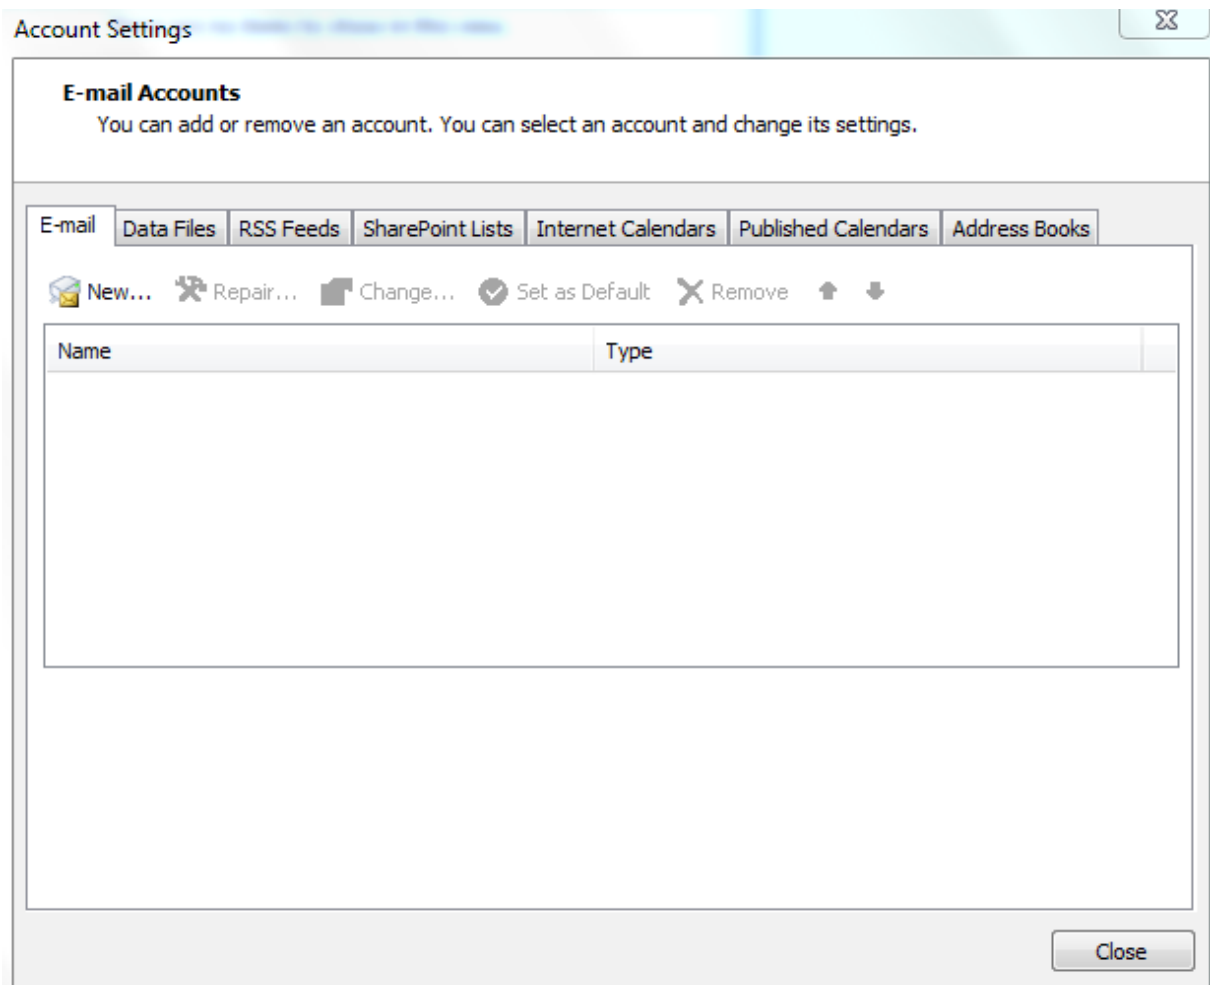 Account Settings
E-mail Accounts
You can add or remove an account. You can select an account and change its settings.
E-mail Data Files RSS Feeds SharePoint Lists Internet Calendars Published Calendars Address Books
New... Repair... Change... Set as Default Remove
Name Type
Close